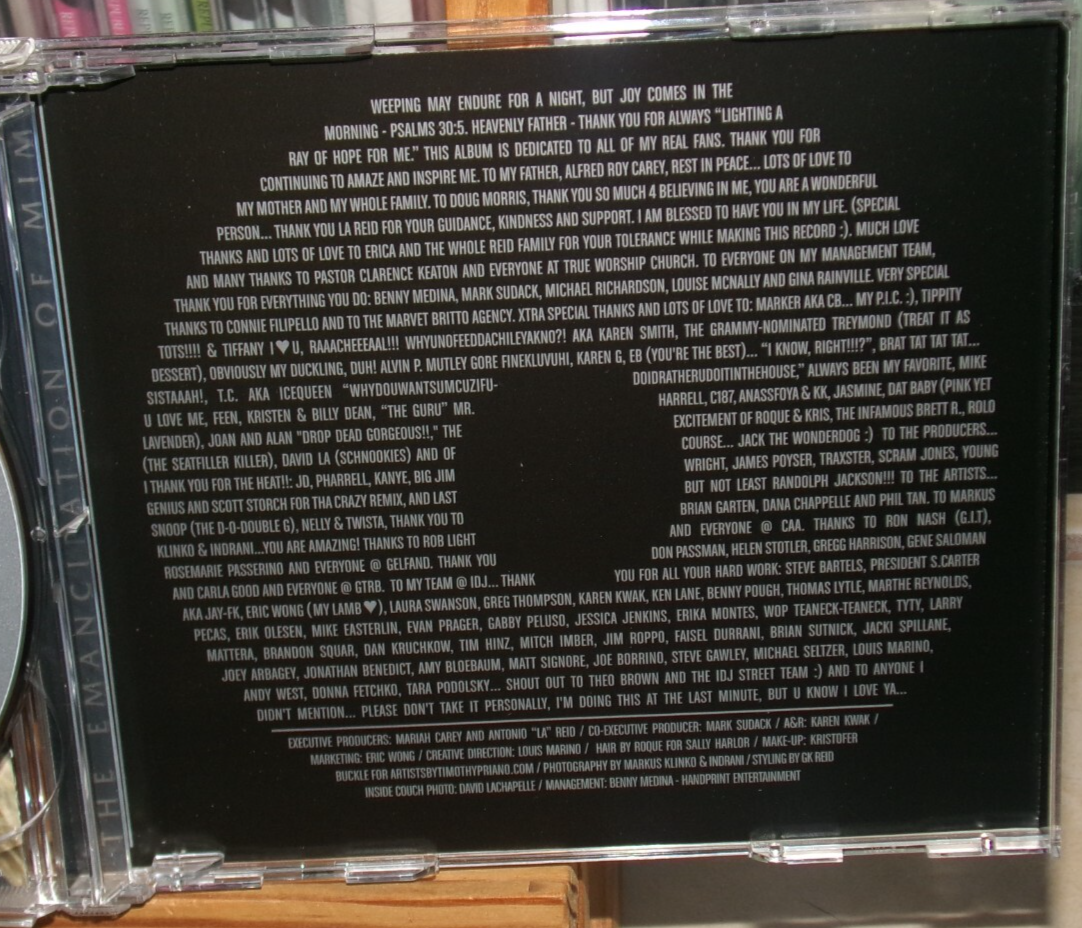 THE EMANCIPATION OF MIMI
WEEPING MAY ENDURE FOR A NIGHT, BUT JOY COMES IN THE
MORNING - PSALMS 30:5. HEAVENLY FATHER - THANK YOU FOR ALWAYS "LIGHTING A
RAY OF HOPE FOR ME." THIS ALBUM IS DEDICATED TO ALL OF MY REAL FANS. THANK YOU FOR
CONTINUING TO AMAZE AND INSPIRE ME. TO MY FATHER, ALFRED ROY CAREY, REST IN PEACE... LOTS OF LOVE TO
MY MOTHER AND MY WHOLE FAMILY. TO DOUG MORRIS, THANK YOU SO MUCH 4 BELIEVING IN ME, YOU ARE A WONDERFUL
PERSON... THANK YOU LA REID FOR YOUR GUIDANCE, KINDNESS AND SUPPORT. I AM BLESSED TO HAVE YOU IN MY LIFE. (SPECIAL
THANKS AND LOTS OF LOVE TO ERICA AND THE WHOLE REID FAMILY FOR YOUR TOLERANCE WHILE MAKING THIS RECORD :). MUCH LOVE
AND MANY THANKS TO PASTOR CLARENCE KEATON AND EVERYONE AT TRUE WORSHIP CHURCH. TO EVERYONE ON MY MANAGEMENT TEAM,
THANK YOU FOR EVERYTHING YOU DO: BENNY MEDINA, MARK SUDACK, MICHAEL RICHARDSON, LOUISE MCNALLY AND GINA RAINVILLE. VERY SPECIAL
THANKS TO CONNIE FILIPELLO AND TO THE MARVET BRITTO AGENCY. XTRA SPECIAL THANKS AND LOTS OF LOVE TO: MARKER AKA CB... MY P.I.C. :), TIPPITY
TOTS!!!! & TIFFANY I♥U, RAAACHEEEAAL!!! WHYUNOFEEDDACHILEYAKNO?! AKA KAREN SMITH, THE GRAMMY-NOMINATED TREYMOND (TREAT IT AS
DESSERT), OBVIOUSLY MY DUCKLING, DUH! ALVIN P. MUTLEY GORE FINEKLUVUHI, KAREN G, EB (YOU'RE THE BEST)... "I KNOW, RIGHT!!!?", BRAT TAT TAT TAT...
SISTAAAH!, T.C. AKA ICEQUEEN "WHYDOUWANTSUMCUZIFU- DOIDRATHERUDOITINTHEHOUSE," ALWAYS BEEN MY FAVORITE, MIKE
U LOVE ME, FEEN, KRISTEN & BILLY DEAN, "THE GURU" MR. HARRELL, C187, ANASSFOYA & KK, JASMINE, DAT BABY (PINK YET
LAVENDER), JOAN AND ALAN "DROP DEAD GORGEOUS!!," THE EXCITEMENT OF ROQUE & KRIS, THE INFAMOUS BRETT R., ROLO
(THE SEATFILLER KILLER), DAVID LA (SCHNOOKIES) AND OF COURSE... JACK THE WONDERDOG :) TO THE PRODUCERS...
I THANK YOU FOR THE HEAT!!: JD, PHARRELL, KANYE, BIG JIM WRIGHT, JAMES POYSER, TRAXSTER, SCRAM JONES, YOUNG
GENIUS AND SCOTT STORCH FOR THA CRAZY REMIX, AND LAST BUT NOT LEAST RANDOLPH JACKSON!!! TO THE ARTISTS...
SNOOP (THE D-O-DOUBLE G), NELLY & TWISTA, THANK YOU TO BRIAN GARTEN, DANA CHAPPELLE AND PHIL TAN. TO MARKUS
KLINKO & INDRANI...YOU ARE AMAZING! THANKS TO ROB LIGHT AND EVERYONE @ CAA. THANKS TO RON NASH (G.I.T),
ROSEMARIE PASSERINO AND EVERYONE @ GELFAND. THANK YOU DON PASSMAN, HELEN STOTLER, GREGG HARRISON, GENE SALOMAN
AND CARLA GOOD AND EVERYONE @ GTRB. TO MY TEAM @ IDJ... THANK YOU FOR ALL YOUR HARD WORK: STEVE BARTELS, PRESIDENT S.CARTER
AKA JAY-FK, ERIC WONG (MY LAMB♥), LAURA SWANSON, GREG THOMPSON, KAREN KWAK, KEN LANE, BENNY POUGH, THOMAS LYTLE, MARTHE REYNOLDS,
PECAS, ERIK OLESEN, MIKE EASTERLIN, EVAN PRAGER, GABBY PELUSO, JESSICA JENKINS, ERIKA MONTES, WOP TEANECK-TEANECK, TYTY, LARRY
MATTERA, BRANDON SQUAR, DAN KRUCHKOW, TIM HINZ, MITCH IMBER, JIM ROPPO, FAISEL DURRANI, BRIAN SUTNICK, JACKI SPILLANE,
JOEY ARBAGEY, JONATHAN BENEDICT, AMY BLOEBAUM, MATT SIGNORE, JOE BORRINO, STEVE GAWLEY, MICHAEL SELTZER, LOUIS MARINO,
ANDY WEST, DONNA FETCHKO, TARA PODOLSKY... SHOUT OUT TO THEO BROWN AND THE IDJ STREET TEAM :) AND TO ANYONE I
DIDN'T MENTION... PLEASE DON'T TAKE IT PERSONALLY, I'M DOING THIS AT THE LAST MINUTE, BUT U KNOW I LOVE YA...
EXECUTIVE PRODUCERS: MARIAH CAREY AND ANTONIO "LA" REID / CO-EXECUTIVE PRODUCER: MARK SUDACK / A&R: KAREN KWAK /
MARKETING: ERIC WONG / CREATIVE DIRECTION: LOUIS MARINO / HAIR BY ROQUE FOR SALLY HARLOR / MAKE-UP: KRISTOFER
BUCKLE FOR ARTISTSBYTIMOTHYPRIANO.COM / PHOTOGRAPHY BY MARKUS KLINKO & INDRANI / STYLING BY GK REID
INSIDE COUCH PHOTO: DAVID LACHAPELLE / MANAGEMENT: BENNY MEDINA - HANDPRINT ENTERTAINMENT